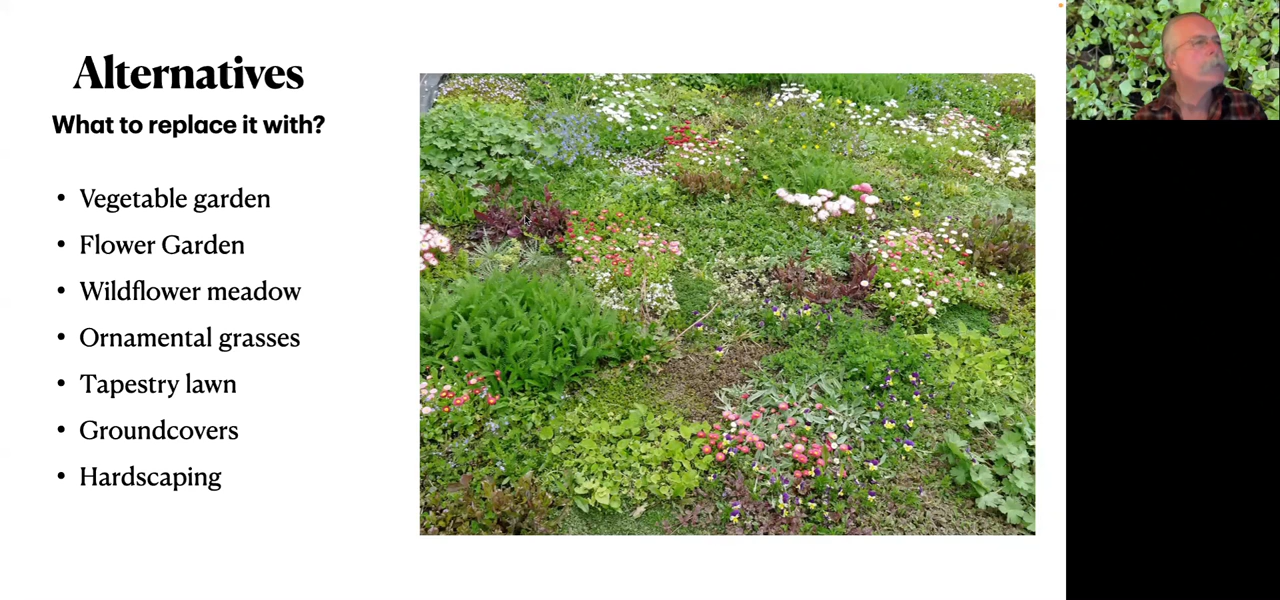 Alternatives
What to replace it with?
• Vegetable garden
• Flower Garden
• Wildflower meadow
• Ornamental grasses
• Tapestry lawn
• Groundcovers
• Hardscaping